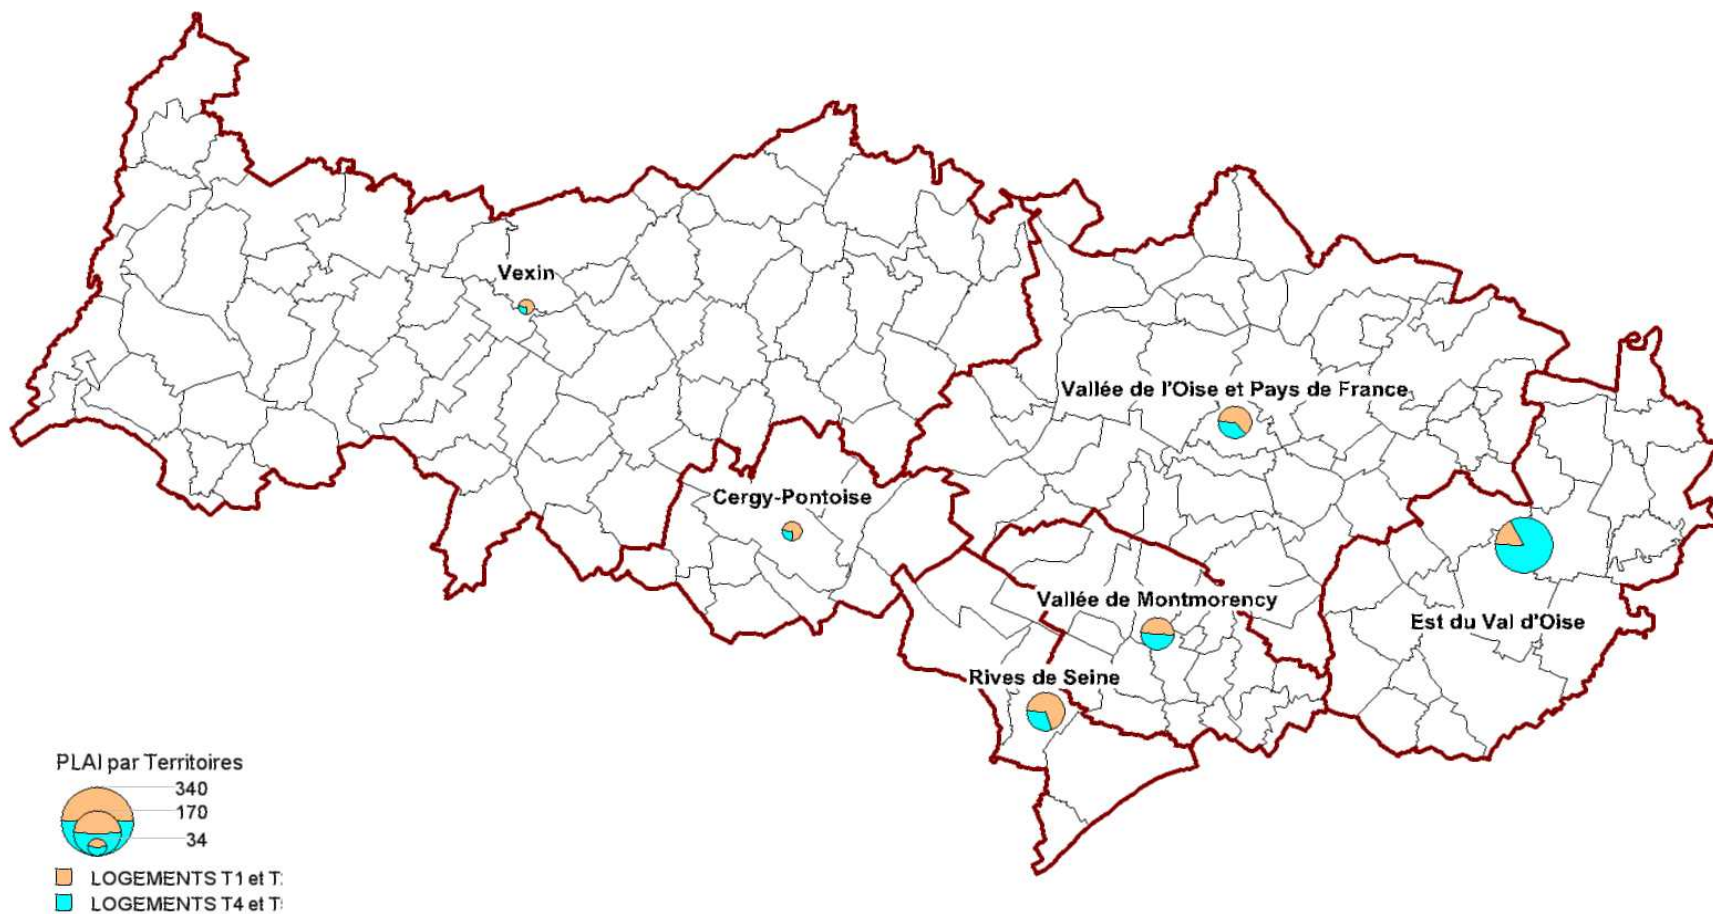 Vexin
Vallée de l'Oise et Pays de France
Cergy-Pontoise
Vallée de Montmorency
Est du Val d'Oise
Rives de Seine
PLAI par Territoires
340
170
34
LOGEMENTS T1 et T
LOGEMENTS T4 et T